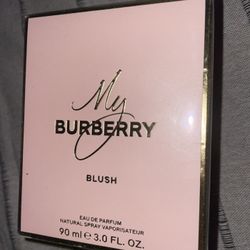 My
BURBERRY
BLUSH
EAU DE PARFUM
NATURAL SPRAY VAPORISATEUR
90 ml e 3.0 FL. OZ.